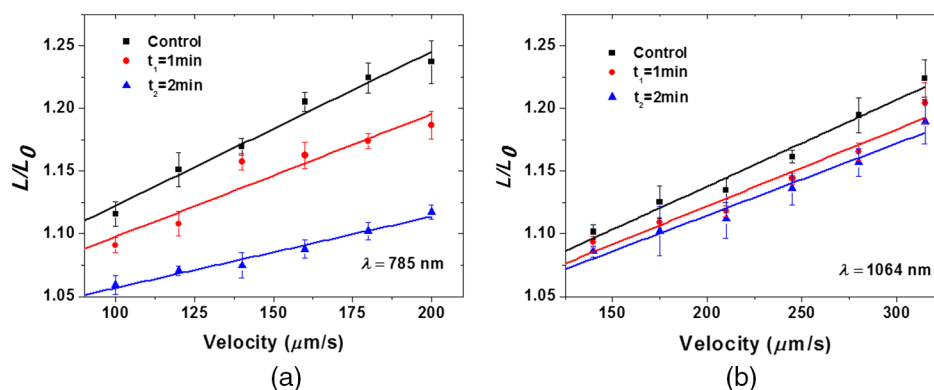 Control
t₁=1min
t₂=2min
L/L₀
1.25
1.20
1.15
1.10
1.05
λ = 785 nm
100 125 150 175 200
Velocity (μm/s)
(a)
Control
t₁=1min
t₂=2min
L/L₀
1.25
1.20
1.15
1.10
1.05
λ = 1064 nm
150 200 250 300
Velocity (μm/s)
(b)